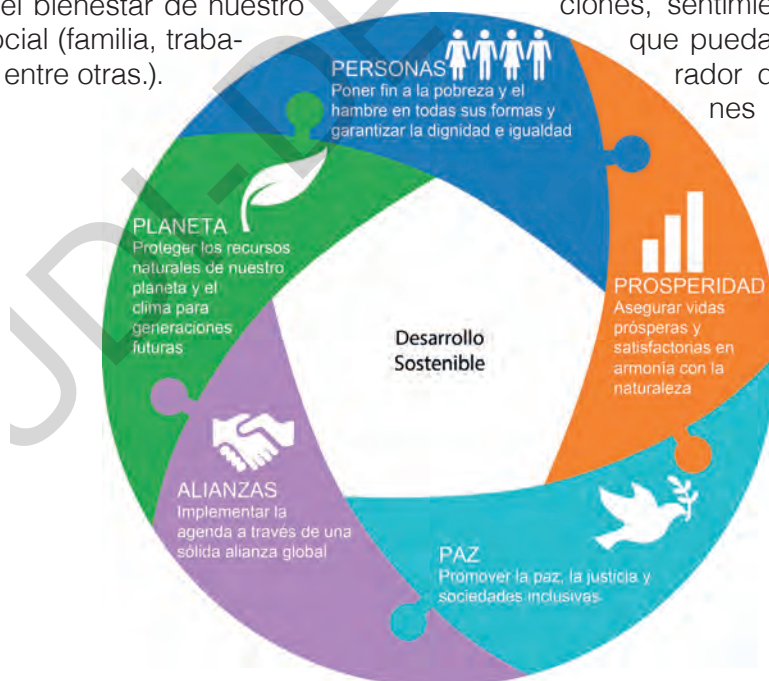 el bienestar de nuestro
ocial (familia, traba-
entre otras.).
ciones, sentimie
que pueda
rador d
nes
PERSONAS
Poner fin a la pobreza y el
hambre en todas sus formas y
garantizar la dignidad e igualdad
PLANETA
Proteger los recursos
naturales de nuestro
planeta y el
clima para
generaciones
futuras
PROSPERIDAD
Asegurar vidas
prósperas y
satisfactorias en
armonía con la
naturaleza
Desarrollo
Sostenible
ALIANZAS
Implementar la
agenda a través de una
sólida alianza global
PAZ
Promover la paz, la justicia y
sociedades inclusivas.